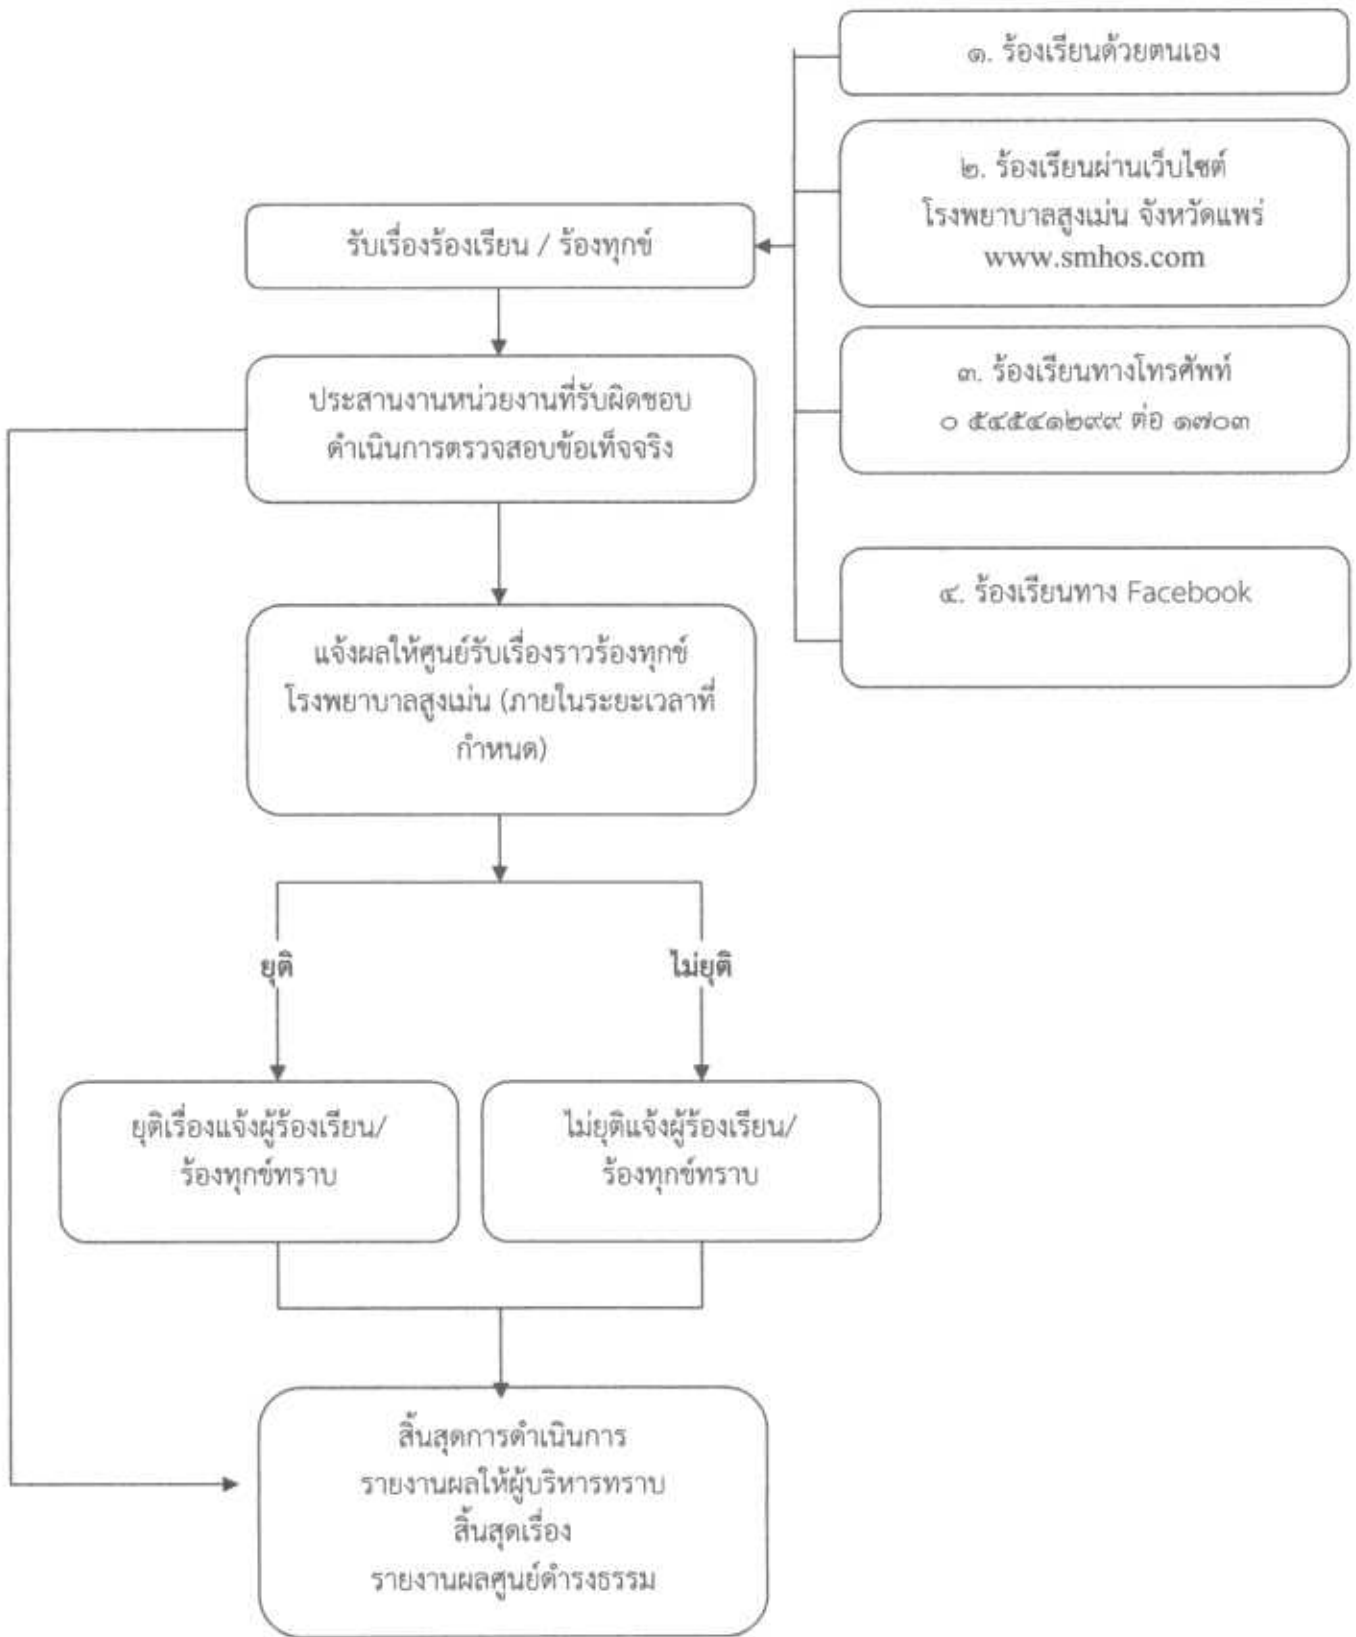 ๑. ร้องเรียนด้วยตนเอง
๒. ร้องเรียนผ่านเว็บไซต์
โรงพยาบาลสูงเม่น จังหวัดแพร่
www.smhos.com
รับเรื่องร้องเรียน / ร้องทุกข์
๓. ร้องเรียนทางโทรศัพท์
๐ ๕๔๕๔๑๒๙๙ ต่อ ๑๗๐๓
ประสานงานหน่วยงานที่รับผิดชอบ
ดำเนินการตรวจสอบข้อเท็จจริง
๔. ร้องเรียนทาง Facebook
แจ้งผลให้ศูนย์รับเรื่องราวร้องทุกข์
โรงพยาบาลสูงเม่น (ภายในระยะเวลาที่
กำหนด)
ยุติ
ไม่ยุติ
ยุติเรื่องแจ้งผู้ร้องเรียน/
ร้องทุกข์ทราบ
ไม่ยุติแจ้งผู้ร้องเรียน/
ร้องทุกข์ทราบ
สิ้นสุดการดำเนินการ
รายงานผลให้ผู้บริหารทราบ
สิ้นสุดเรื่อง
รายงานผลศูนย์ดำรงธรรม